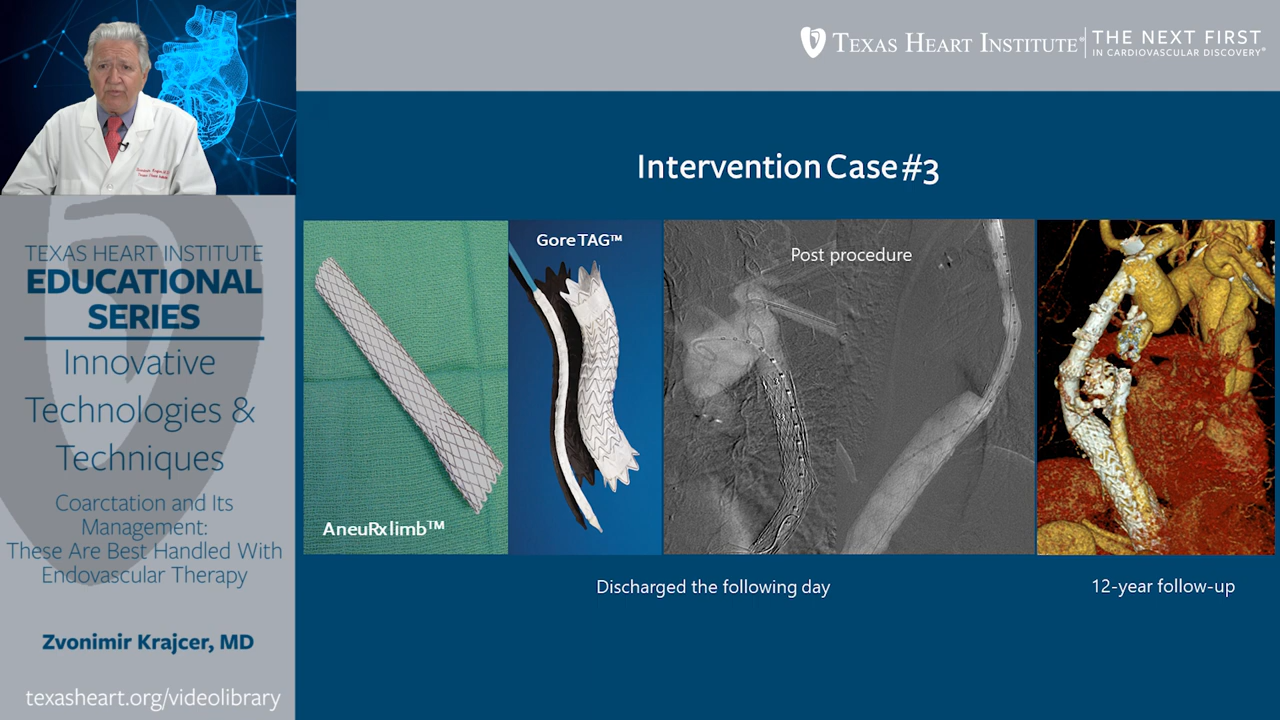 TEXAS HEART INSTITUTE®
THE NEXT FIRST
IN CARDIOVASCULAR DISCOVERY®
TEXAS HEART INSTITUTE
EDUCATIONAL
SERIES
Innovative
Technologies &
Techniques
Coarctation and Its
Management:
These Are Best Handled With
Endovascular Therapy
Zvonimir Krajcer, MD
texasheart.org/videolibrary
Intervention Case #3
AneuRx limb™
Gore TAG™
Post procedure
Discharged the following day
12-year follow-up